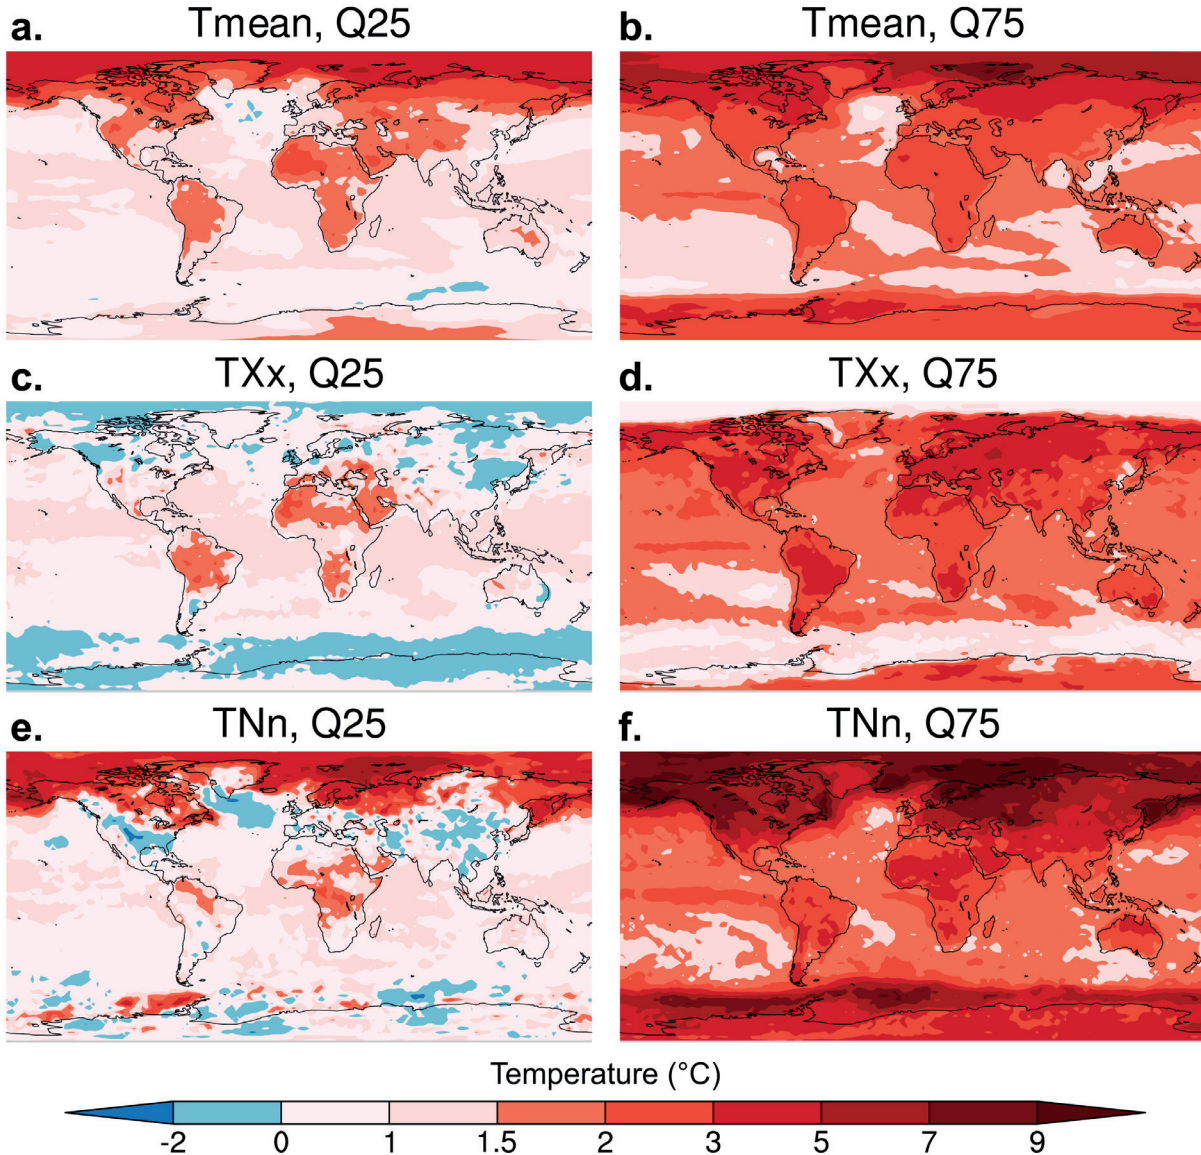 a. Tmean, Q25
b. Tmean, Q75
c. TXx, Q25
d. TXx, Q75
e. TNn, Q25
f. TNn, Q75
Temperature (°C)
-2 0 1 1.5 2 3 5 7 9